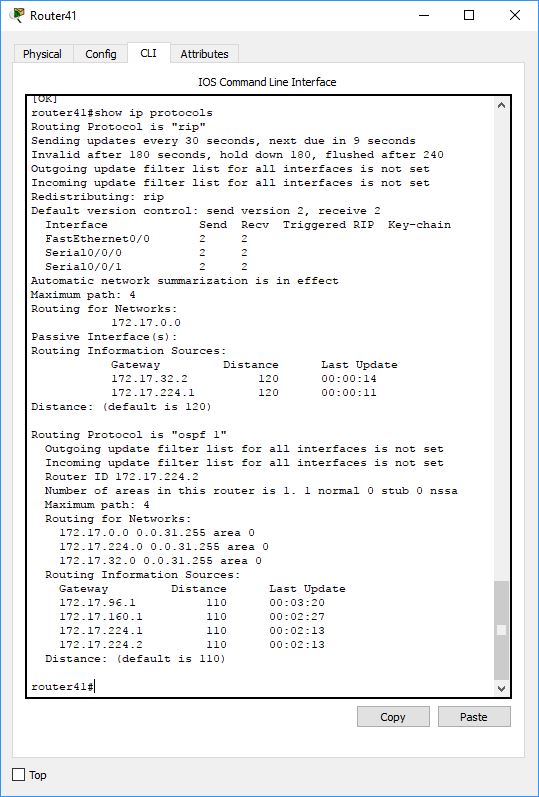 Router41
Physical Config CLI Attributes
IOS Command Line Interface
[OK]
router41#show ip protocols
Routing Protocol is "rip"
Sending updates every 30 seconds, next due in 9 seconds
Invalid after 180 seconds, hold down 180, flushed after 240
Outgoing update filter list for all interfaces is not set
Incoming update filter list for all interfaces is not set
Redistributing: rip
Default version control: send version 2, receive 2
Interface Send Recv Triggered RIP Key-chain
FastEthernet0/0 2 2
Serial0/0/0 2 2
Serial0/0/1 2 2
Automatic network summarization is in effect
Maximum path: 4
Routing for Networks:
172.17.0.0
Passive Interface(s):
Routing Information Sources:
Gateway Distance Last Update
172.17.32.2 120 00:00:14
172.17.224.1 120 00:00:11
Distance: (default is 120)
Routing Protocol is "ospf 1"
Outgoing update filter list for all interfaces is not set
Incoming update filter list for all interfaces is not set
Router ID 172.17.224.2
Number of areas in this router is 1. 1 normal 0 stub 0 nssa
Maximum path: 4
Routing for Networks:
172.17.0.0 0.0.31.255 area 0
172.17.224.0 0.0.31.255 area 0
172.17.32.0 0.0.31.255 area 0
Routing Information Sources:
Gateway Distance Last Update
172.17.96.1 110 00:03:20
172.17.160.1 110 00:02:27
172.17.224.1 110 00:02:13
172.17.224.2 110 00:02:13
Distance: (default is 110)
router41#
Copy Paste
Top